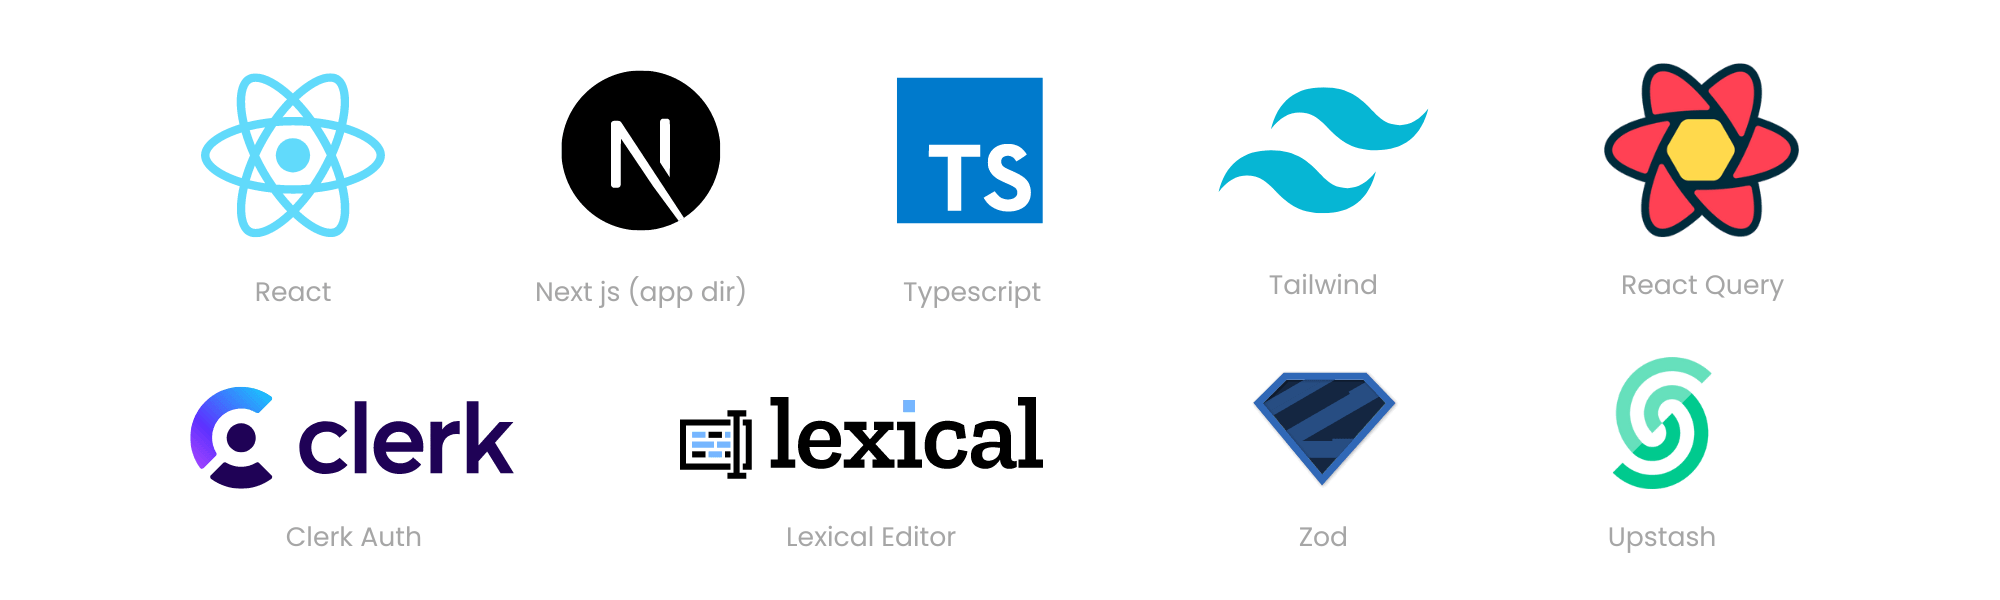 N
TS
React
Next js (app dir)
Typescript
Tailwind
React Query
clerk
lexical
Clerk Auth
Lexical Editor
Zod
Upstash